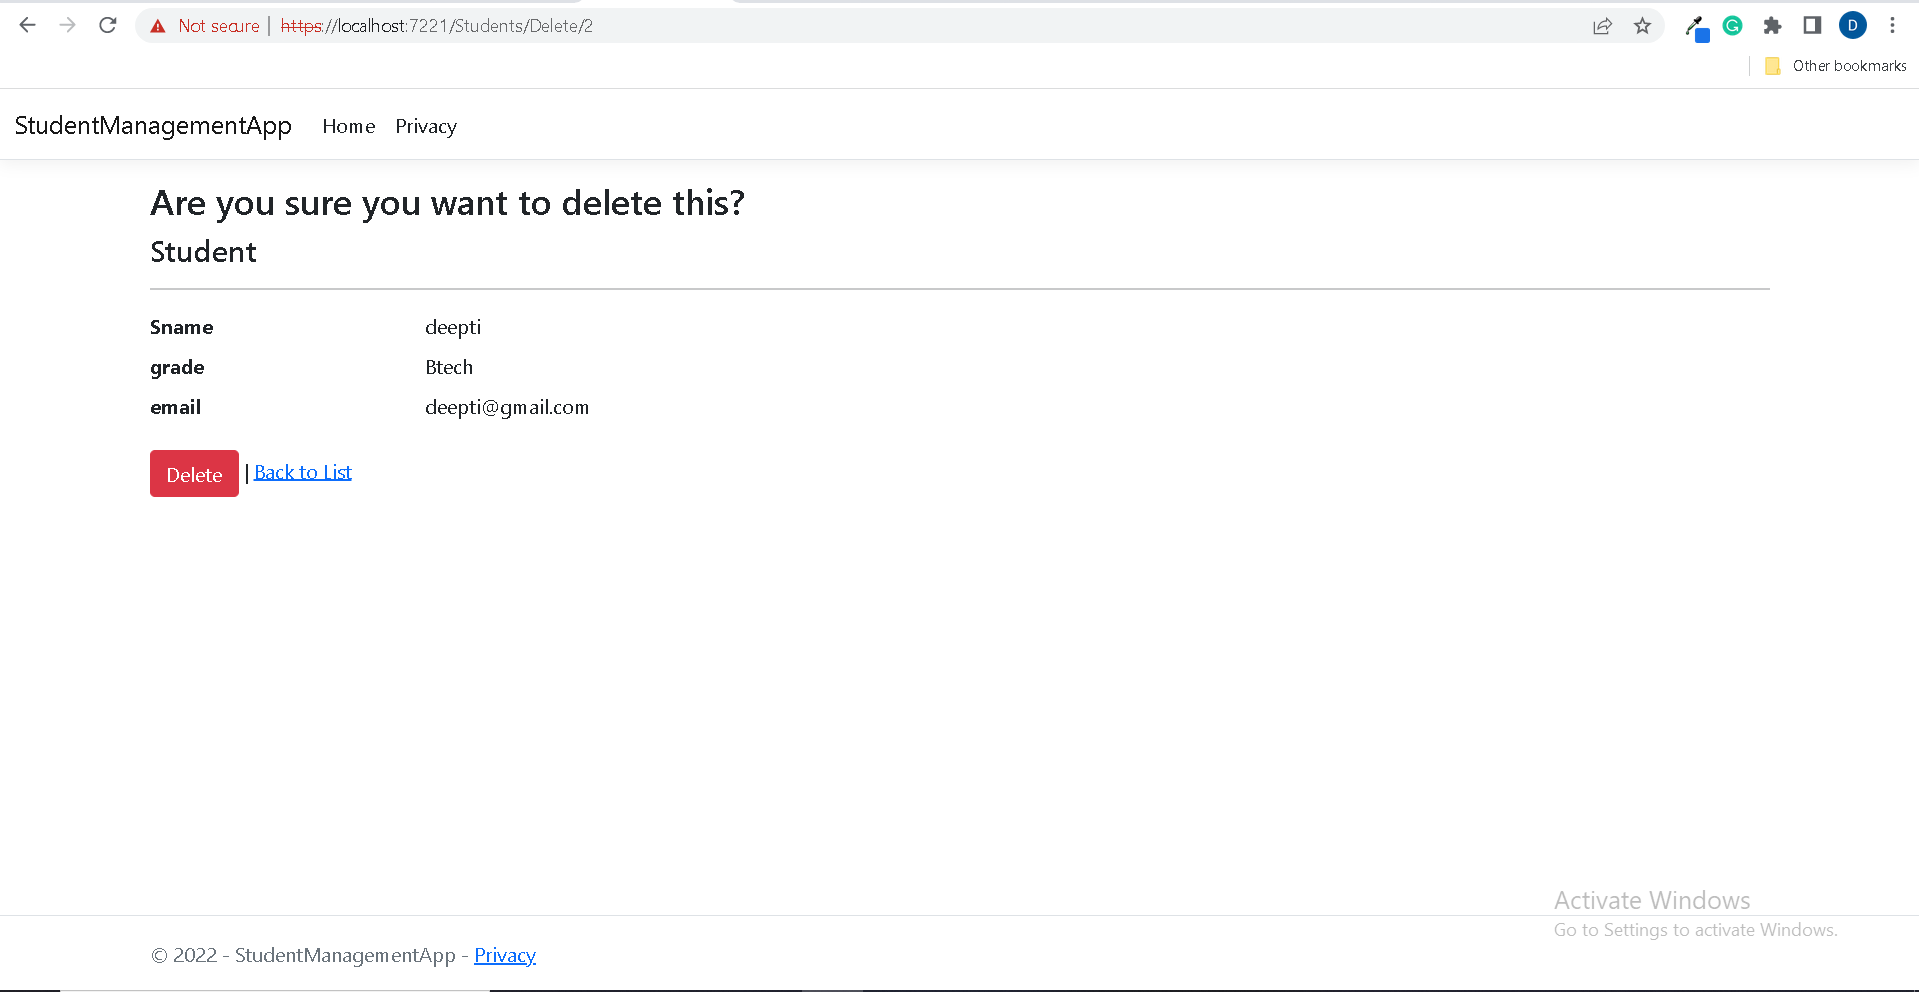 Not secure | https://localhost:7221/Students/Delete/2
D
Other bookmarks
StudentManagementApp Home Privacy
Are you sure you want to delete this?
Student
Sname deepti
grade Btech
email deepti@gmail.com
Delete | Back to List
Activate Windows
Go to Settings to activate Windows.
© 2022 - StudentManagementApp - Privacy